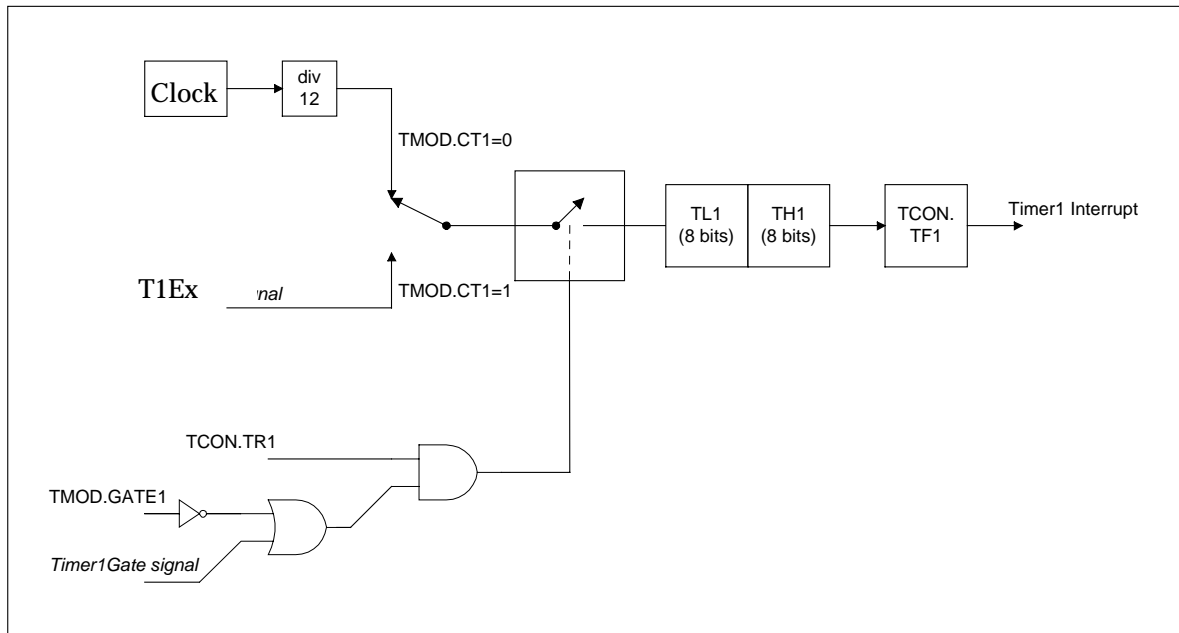 Clock
div
12
TMOD.CT1=0
TL1
(8 bits)
TH1
(8 bits)
TCON.
TF1
Timer1 Interrupt
T1Ex
TMOD.CT1=1
TCON.TR1
TMOD.GATE1
Timer1Gate signal